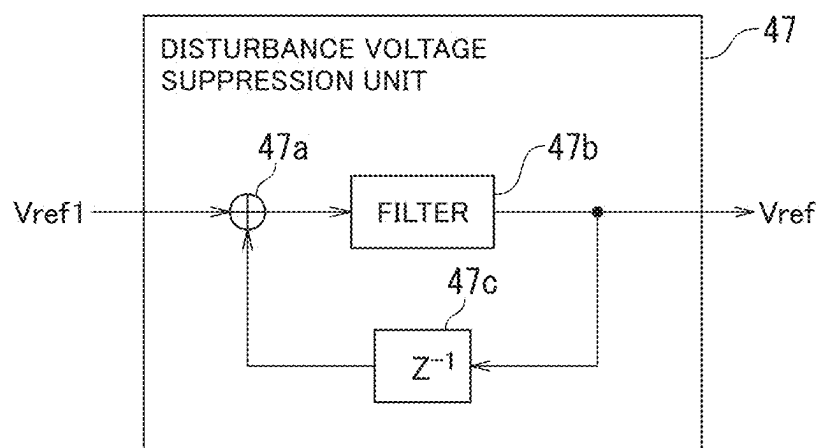 47
DISTURBANCE VOLTAGE
SUPPRESSION UNIT
47a
47b
Vref1
FILTER
Vref
47c
Z⁻¹